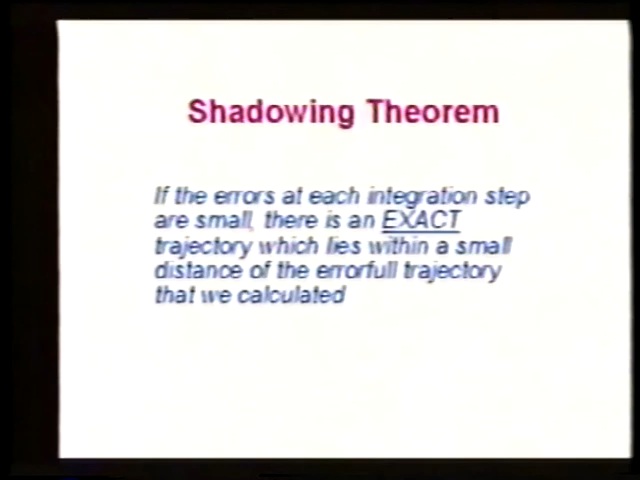 Shadowing Theorem
If the errors at each integration step
are small, there is an EXACT
trajectory which lies within a small
distance of the errorfull trajectory
that we calculated